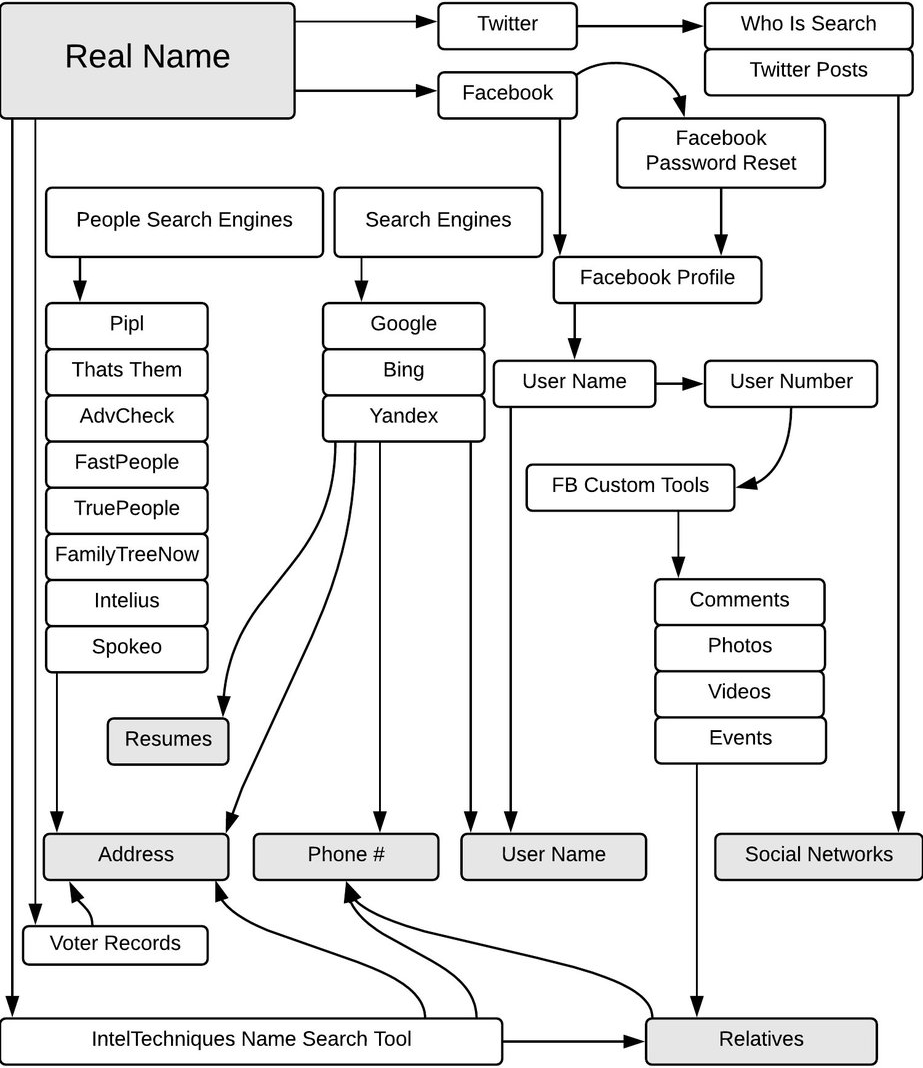 Real Name
Twitter
Who Is Search
Twitter Posts
Facebook
Facebook
Password Reset
People Search Engines
Search Engines
Facebook Profile
Pipl
Thats Them
AdvCheck
FastPeople
TruePeople
FamilyTreeNow
Intelius
Spokeo
Google
Bing
Yandex
User Name
User Number
FB Custom Tools
Comments
Photos
Videos
Events
Resumes
Address
Phone #
User Name
Social Networks
Voter Records
IntelTechniques Name Search Tool
Relatives